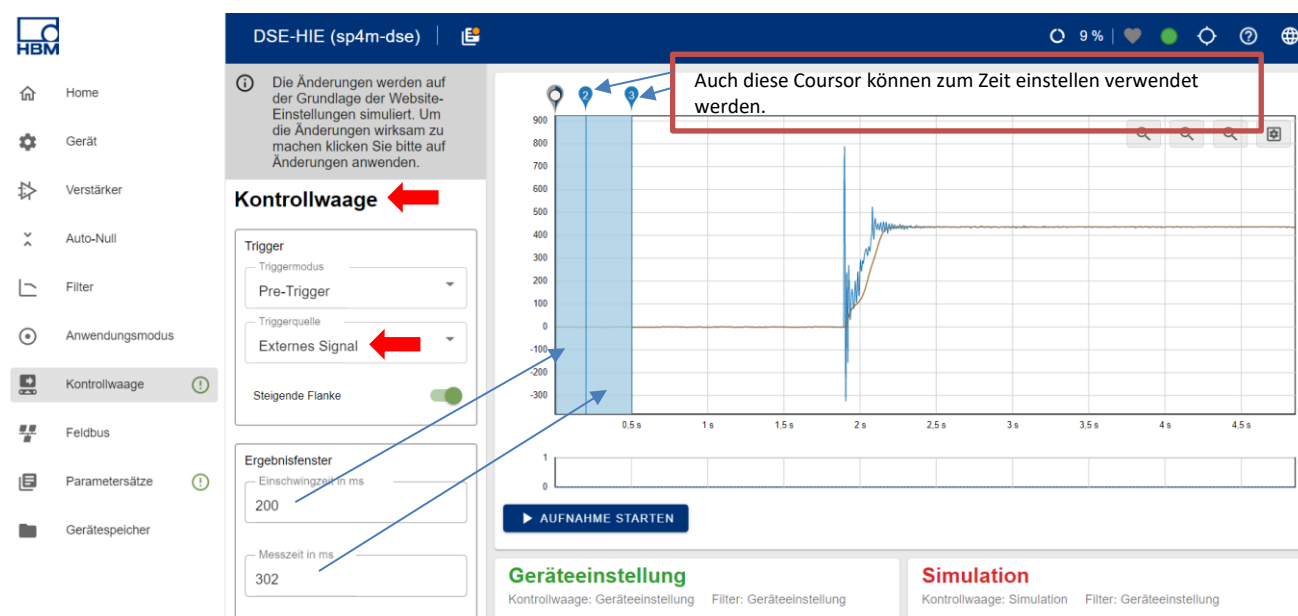 HBM
DSE-HIE (sp4m-dse)
9 %
Home
Gerät
Verstärker
Auto-Null
Filter
Anwendungsmodus
Kontrollwaage
Feldbus
Parametersätze
Gerätespeicher
Die Änderungen werden auf
der Grundlage der Website-
Einstellungen simuliert. Um
die Änderungen wirksam zu
machen klicken Sie bitte auf
Änderungen anwenden.
Kontrollwaage
Trigger
Triggermodus
Pre-Trigger
Triggerquelle
Externes Signal
Steigende Flanke
Ergebnisfenster
Einschwingzeit in ms
200
Messzeit in ms
302
Auch diese Coursor können zum Zeit einstellen verwendet
werden.
2
3
900
800
700
600
500
400
300
200
100
0
-100
-200
-300
0,5 s 1 s 1,5 s 2 s 2,5 s 3 s 3,5 s 4 s 4,5 s
1
0
AUFNAHME STARTEN
Geräteeinstellung
Kontrollwaage: Geräteeinstellung Filter: Geräteeinstellung
Simulation
Kontrollwaage: Simulation Filter: Geräteeinstellung